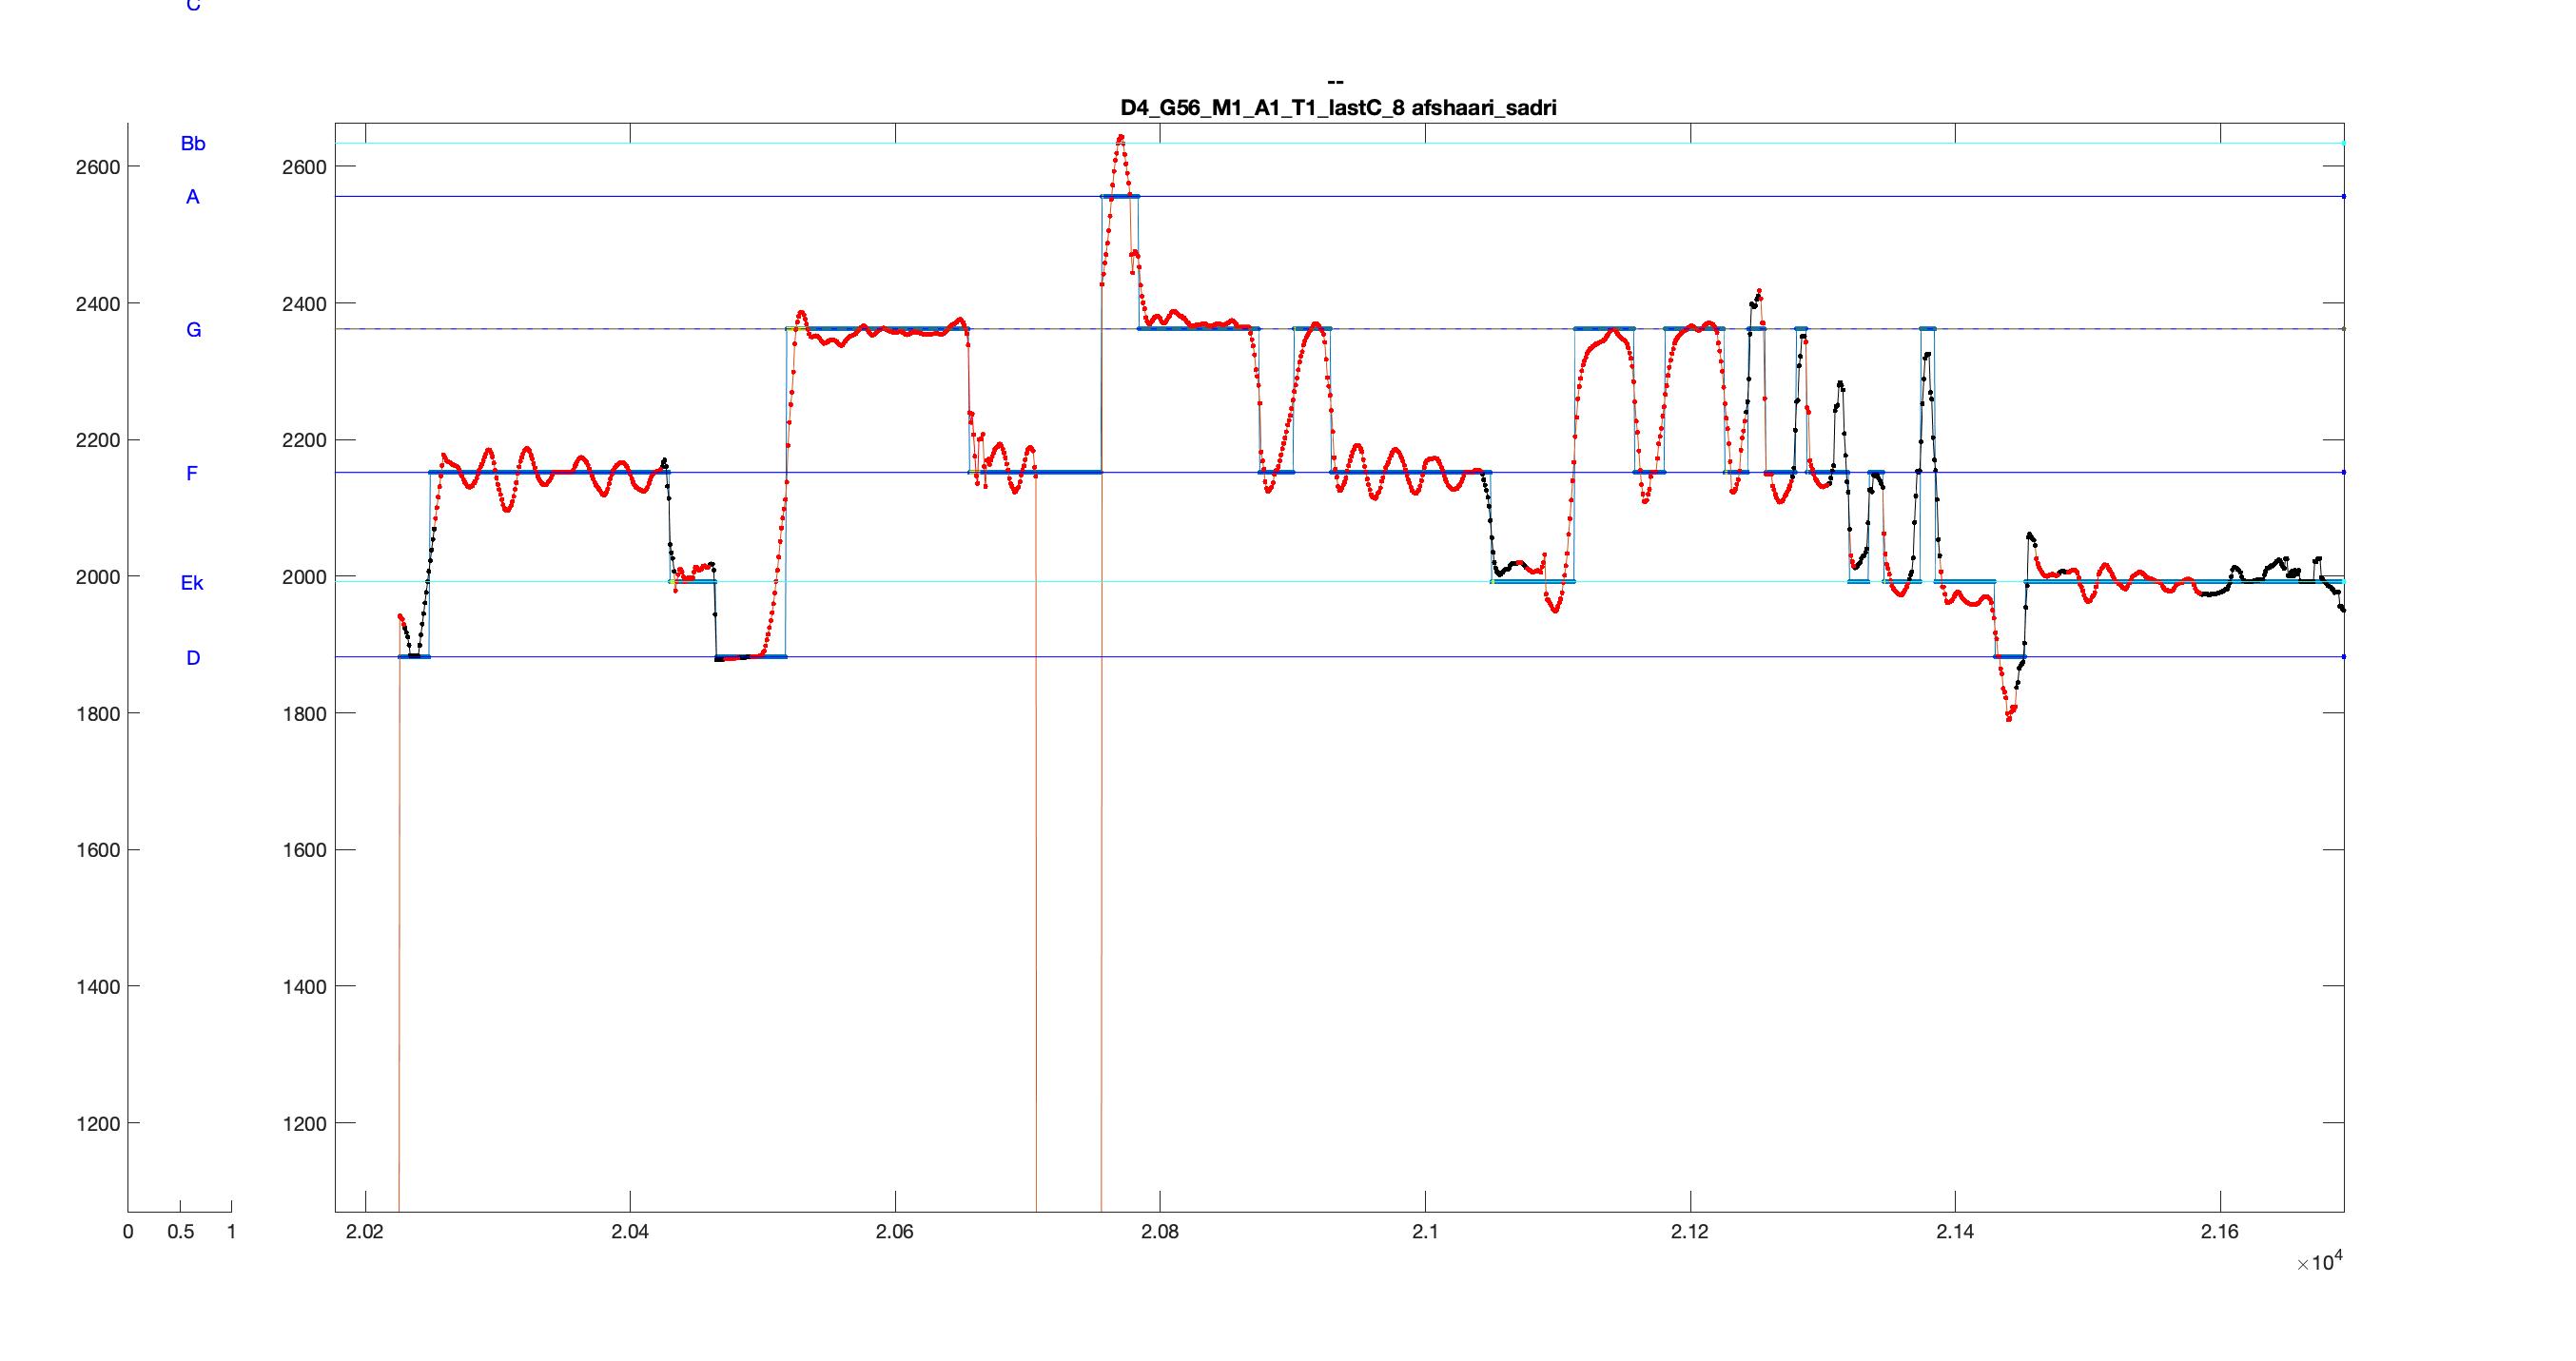 C
--
D4_G56_M1_A1_T1_lastC_8 afshaari_sadri
Bb
2600 2600
A
2400 2400
G
2200 2200
F
2000 2000
Ek
D
1800 1800
1600 1600
1400 1400
1200 1200
0 0.5 1 2.02 2.04 2.06 2.08 2.1 2.12 2.14 2.16
×10⁴